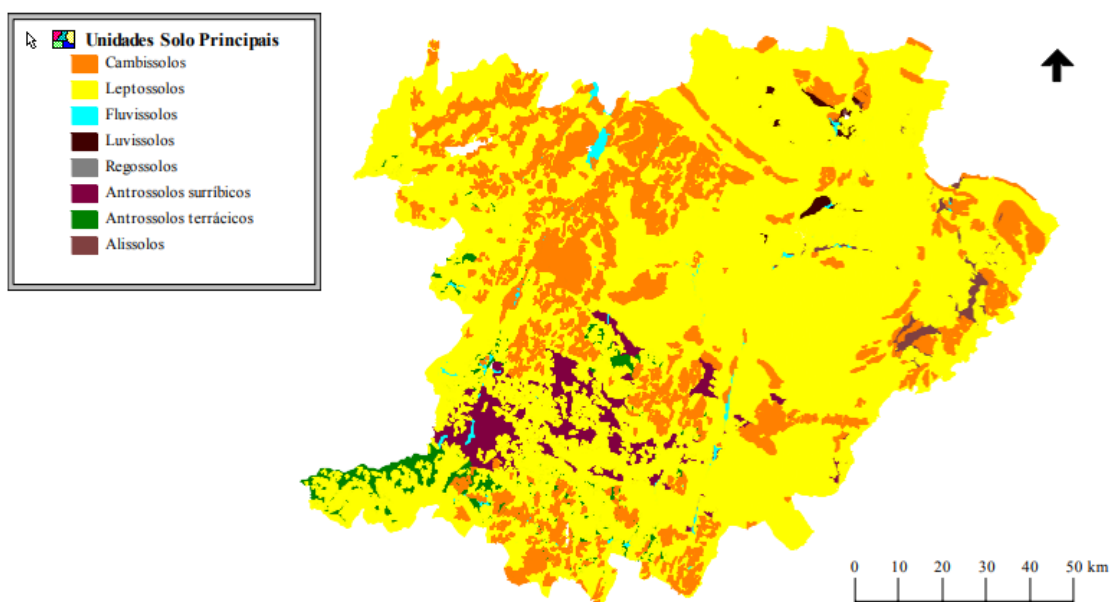 Unidades Solo Principais
Cambissolos
Leptossolos
Fluvissolos
Luvissolos
Regossolos
Antrossolos surríbicos
Antrossolos terrácicos
Alissolos
0 10 20 30 40 50 km